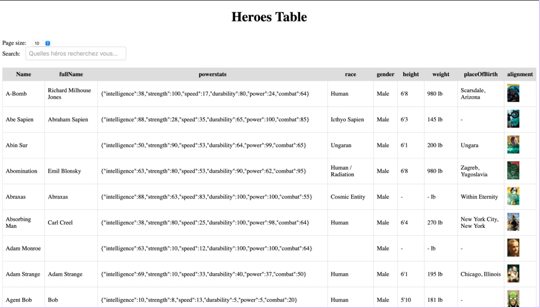 Heroes Table
Page size: 10
Search: Quelles héros recherchez vous...
Name fullName powerstats race gender height weight placeOfBirth alignment
A-Bomb Richard Milhouse Jones {"intelligence":38,"strength":100,"speed":17,"durability":80,"power":24,"combat":64} Human Male 6'8 980 lb Scarsdale, Arizona
Abe Sapien Abraham Sapien {"intelligence":88,"strength":28,"speed":35,"durability":65,"power":100,"combat":85} Icthyo Sapien Male 6'3 145 lb -
Abin Sur {"intelligence":50,"strength":90,"speed":53,"durability":64,"power":99,"combat":65} Ungaran Male 6'1 200 lb Ungara
Abomination Emil Blonsky {"intelligence":63,"strength":80,"speed":53,"durability":90,"power":62,"combat":95} Human / Radiation Male 6'8 980 lb Zagreb, Yugoslavia
Abraxas Abraxas {"intelligence":88,"strength":63,"speed":83,"durability":100,"power":100,"combat":55} Cosmic Entity Male - - lb Within Eternity
Absorbing Man Carl Creel {"intelligence":38,"strength":80,"speed":25,"durability":100,"power":98,"combat":64} Human Male 6'4 270 lb New York City, New York
Adam Monroe {"intelligence":63,"strength":10,"speed":12,"durability":100,"power":100,"combat":64} Male - - lb -
Adam Strange Adam Strange {"intelligence":69,"strength":10,"speed":33,"durability":40,"power":37,"combat":50} Human Male 6'1 195 lb Chicago, Illinois
Agent Bob Bob {"intelligence":10,"strength":8,"speed":13,"durability":5,"power":5,"combat":20} Human Male 5'10 181 lb -